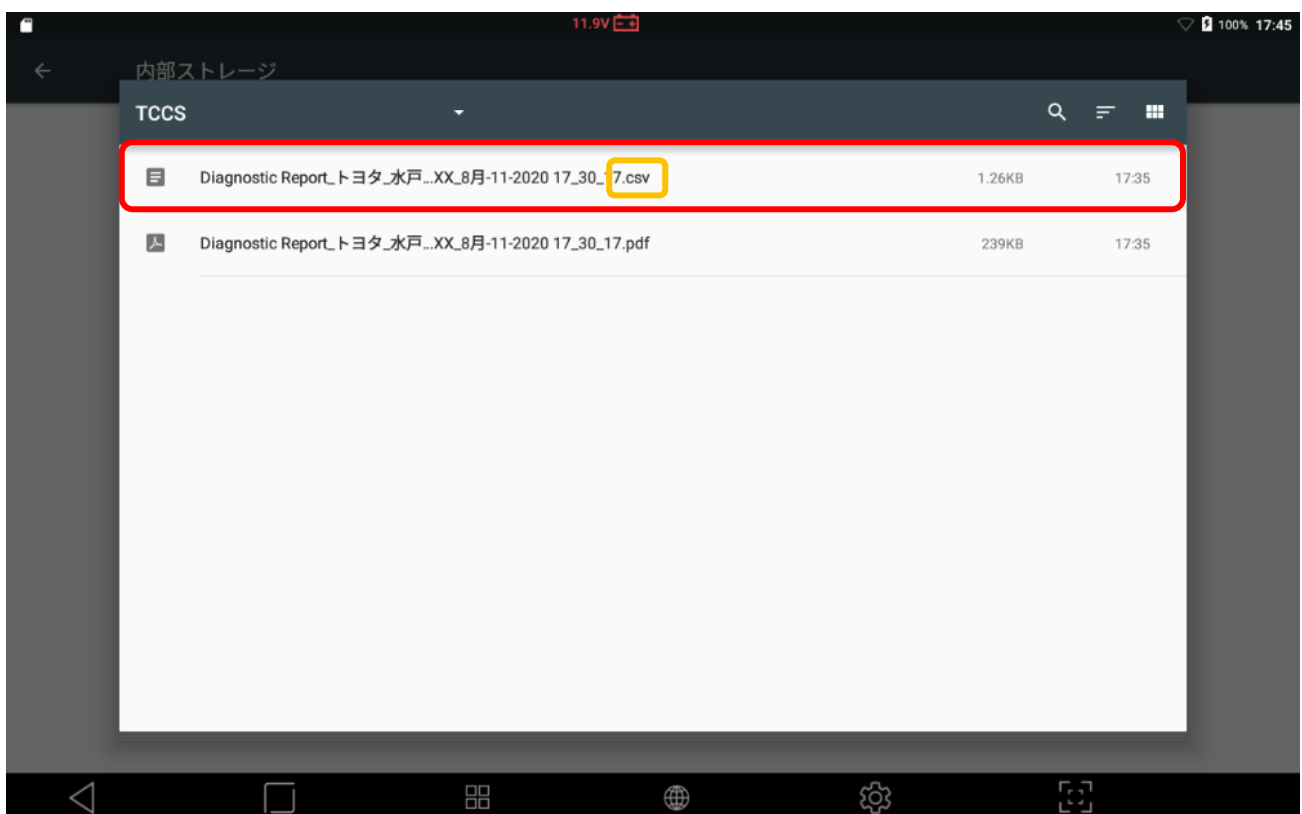 11.9V
100% 17:45
内部ストレージ
TCCS
Diagnostic Report_トヨタ_水戸...XX_8月-11-2020 17_30_17.csv 1.26KB 17:35
Diagnostic Report_トヨタ_水戸...XX_8月-11-2020 17_30_17.pdf 239KB 17:35